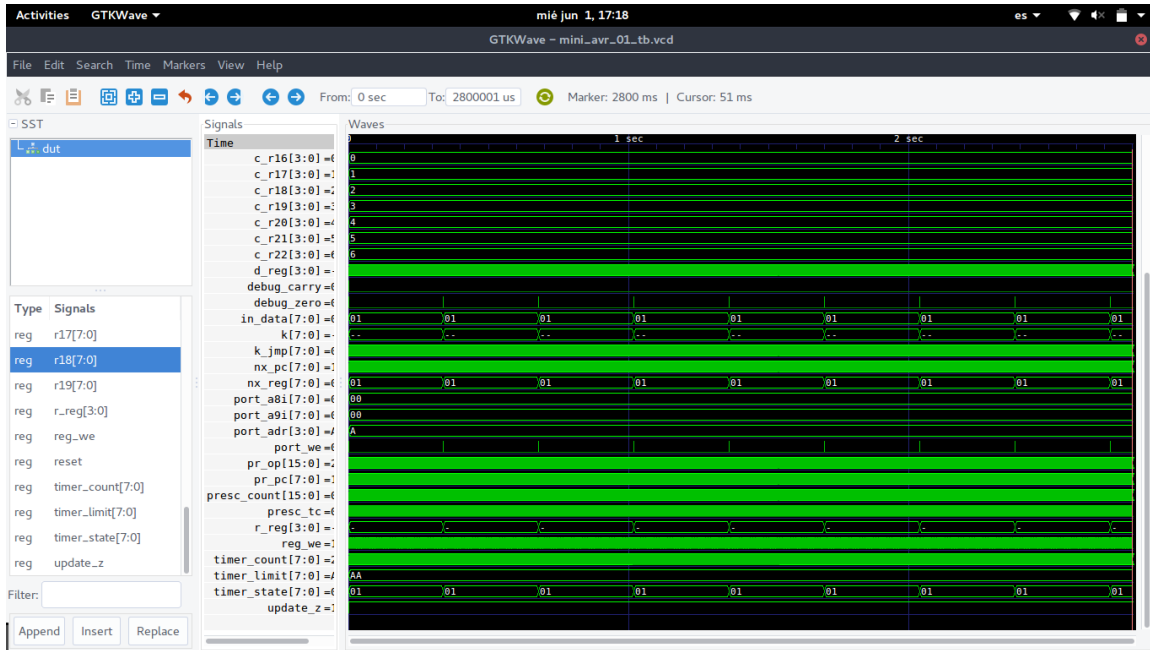 Activities GTKWave ▾ mié jun 1, 17:18 es ▾
GTKWave – mini_avr_01_tb.vcd
File Edit Search Time Markers View Help
From: 0 sec To: 2800001 us Marker: 2800 ms | Cursor: 51 ms
SST Signals Waves
dut
Time 0 1 sec 2 sec
c_r16[3:0] = 0
c_r17[3:0] = 1
c_r18[3:0] =2 2
c_r19[3:0] = 3
c_r20[3:0] = 4
c_r21[3:0] =5 5
c_r22[3:0] = 6
d_reg[3:0] =-
debug_carry=
debug_zero=
in_data[7:0] = 01 01 01 01 01 01 01 01 01
k[7:0] =- -- -- -- -- -- -- -- -- --
k_jmp[7:0] =
nx_pc[7:0] =
nx_reg[7:0] = 01 01 01 01 01 01 01 01 01
port_a8i[7:0] = 00
port_a9i[7:0] = 00
port_adr[3:0] = A
port_we=
pr_op[15:0] =2
pr_pc[7:0] =
presc_count[15:0] =
presc_tc=
r_reg[3:0] =- - - - - - - - - -
reg_we=
timer_count[7:0] =2
timer_limit[7:0] = AA
timer_state[7:0] = 01 01 01 01 01 01 01 01 01
update_z=
Type Signals
reg r17[7:0]
reg r18[7:0]
reg r19[7:0]
reg r_reg[3:0]
reg reg_we
reg reset
reg timer_count[7:0]
reg timer_limit[7:0]
reg timer_state[7:0]
reg update_z
Filter:
Append Insert Replace